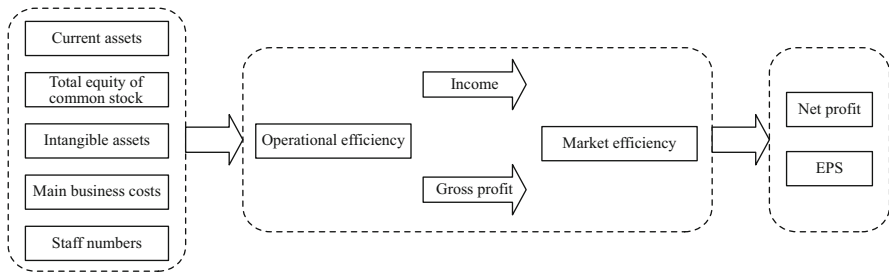 Current assets
Total equity of
common stock
Intangible assets
Main business costs
Staff numbers
Operational efficiency
Income
Gross profit
Market efficiency
Net profit
EPS